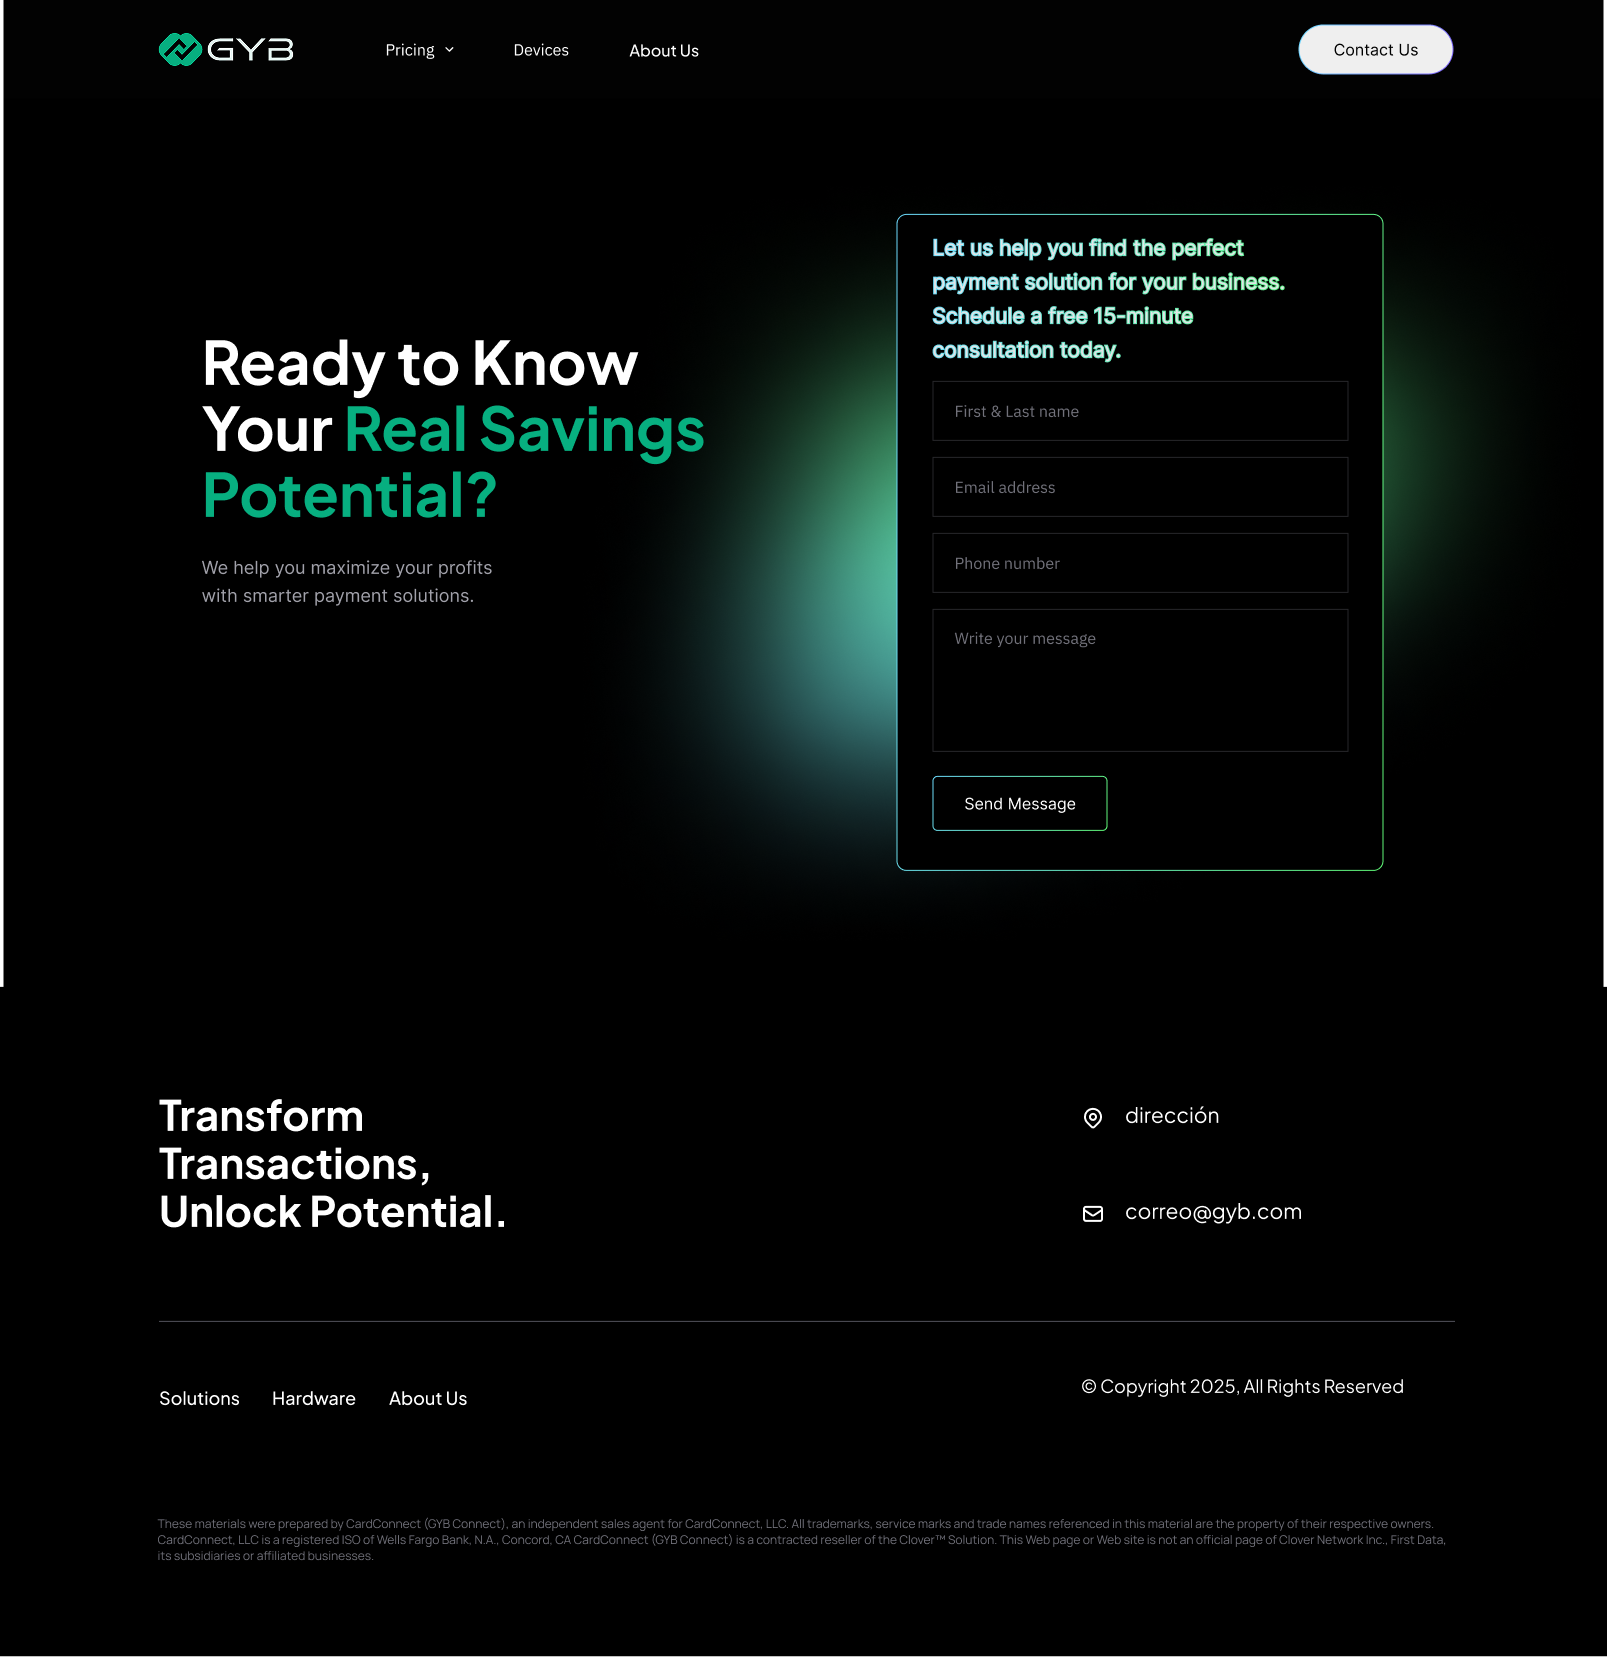 GYB
Pricing
Devices
About Us
Contact Us
Ready to Know
Your Real Savings
Potential?
We help you maximize your profits
with smarter payment solutions.
Let us help you find the perfect
payment solution for your business.
Schedule a free 15-minute
consultation today.
First & Last name
Email address
Phone number
Write your message
Send Message
Transform
Transactions,
Unlock Potential.
dirección
correo@gyb.com
Solutions
Hardware
About Us
© Copyright 2025, All Rights Reserved
These materials were prepared by CardConnect (GYB Connect), an independent sales agent for CardConnect, LLC. All trademarks, service marks and trade names referenced in this material are the property of their respective owners.
CardConnect, LLC is a registered ISO of Wells Fargo Bank, N.A., Concord, CA CardConnect (GYB Connect) is a contracted reseller of the Clover™ Solution. This Web page or Web site is not an official page of Clover Network Inc., First Data,
its subsidiaries or affiliated businesses.